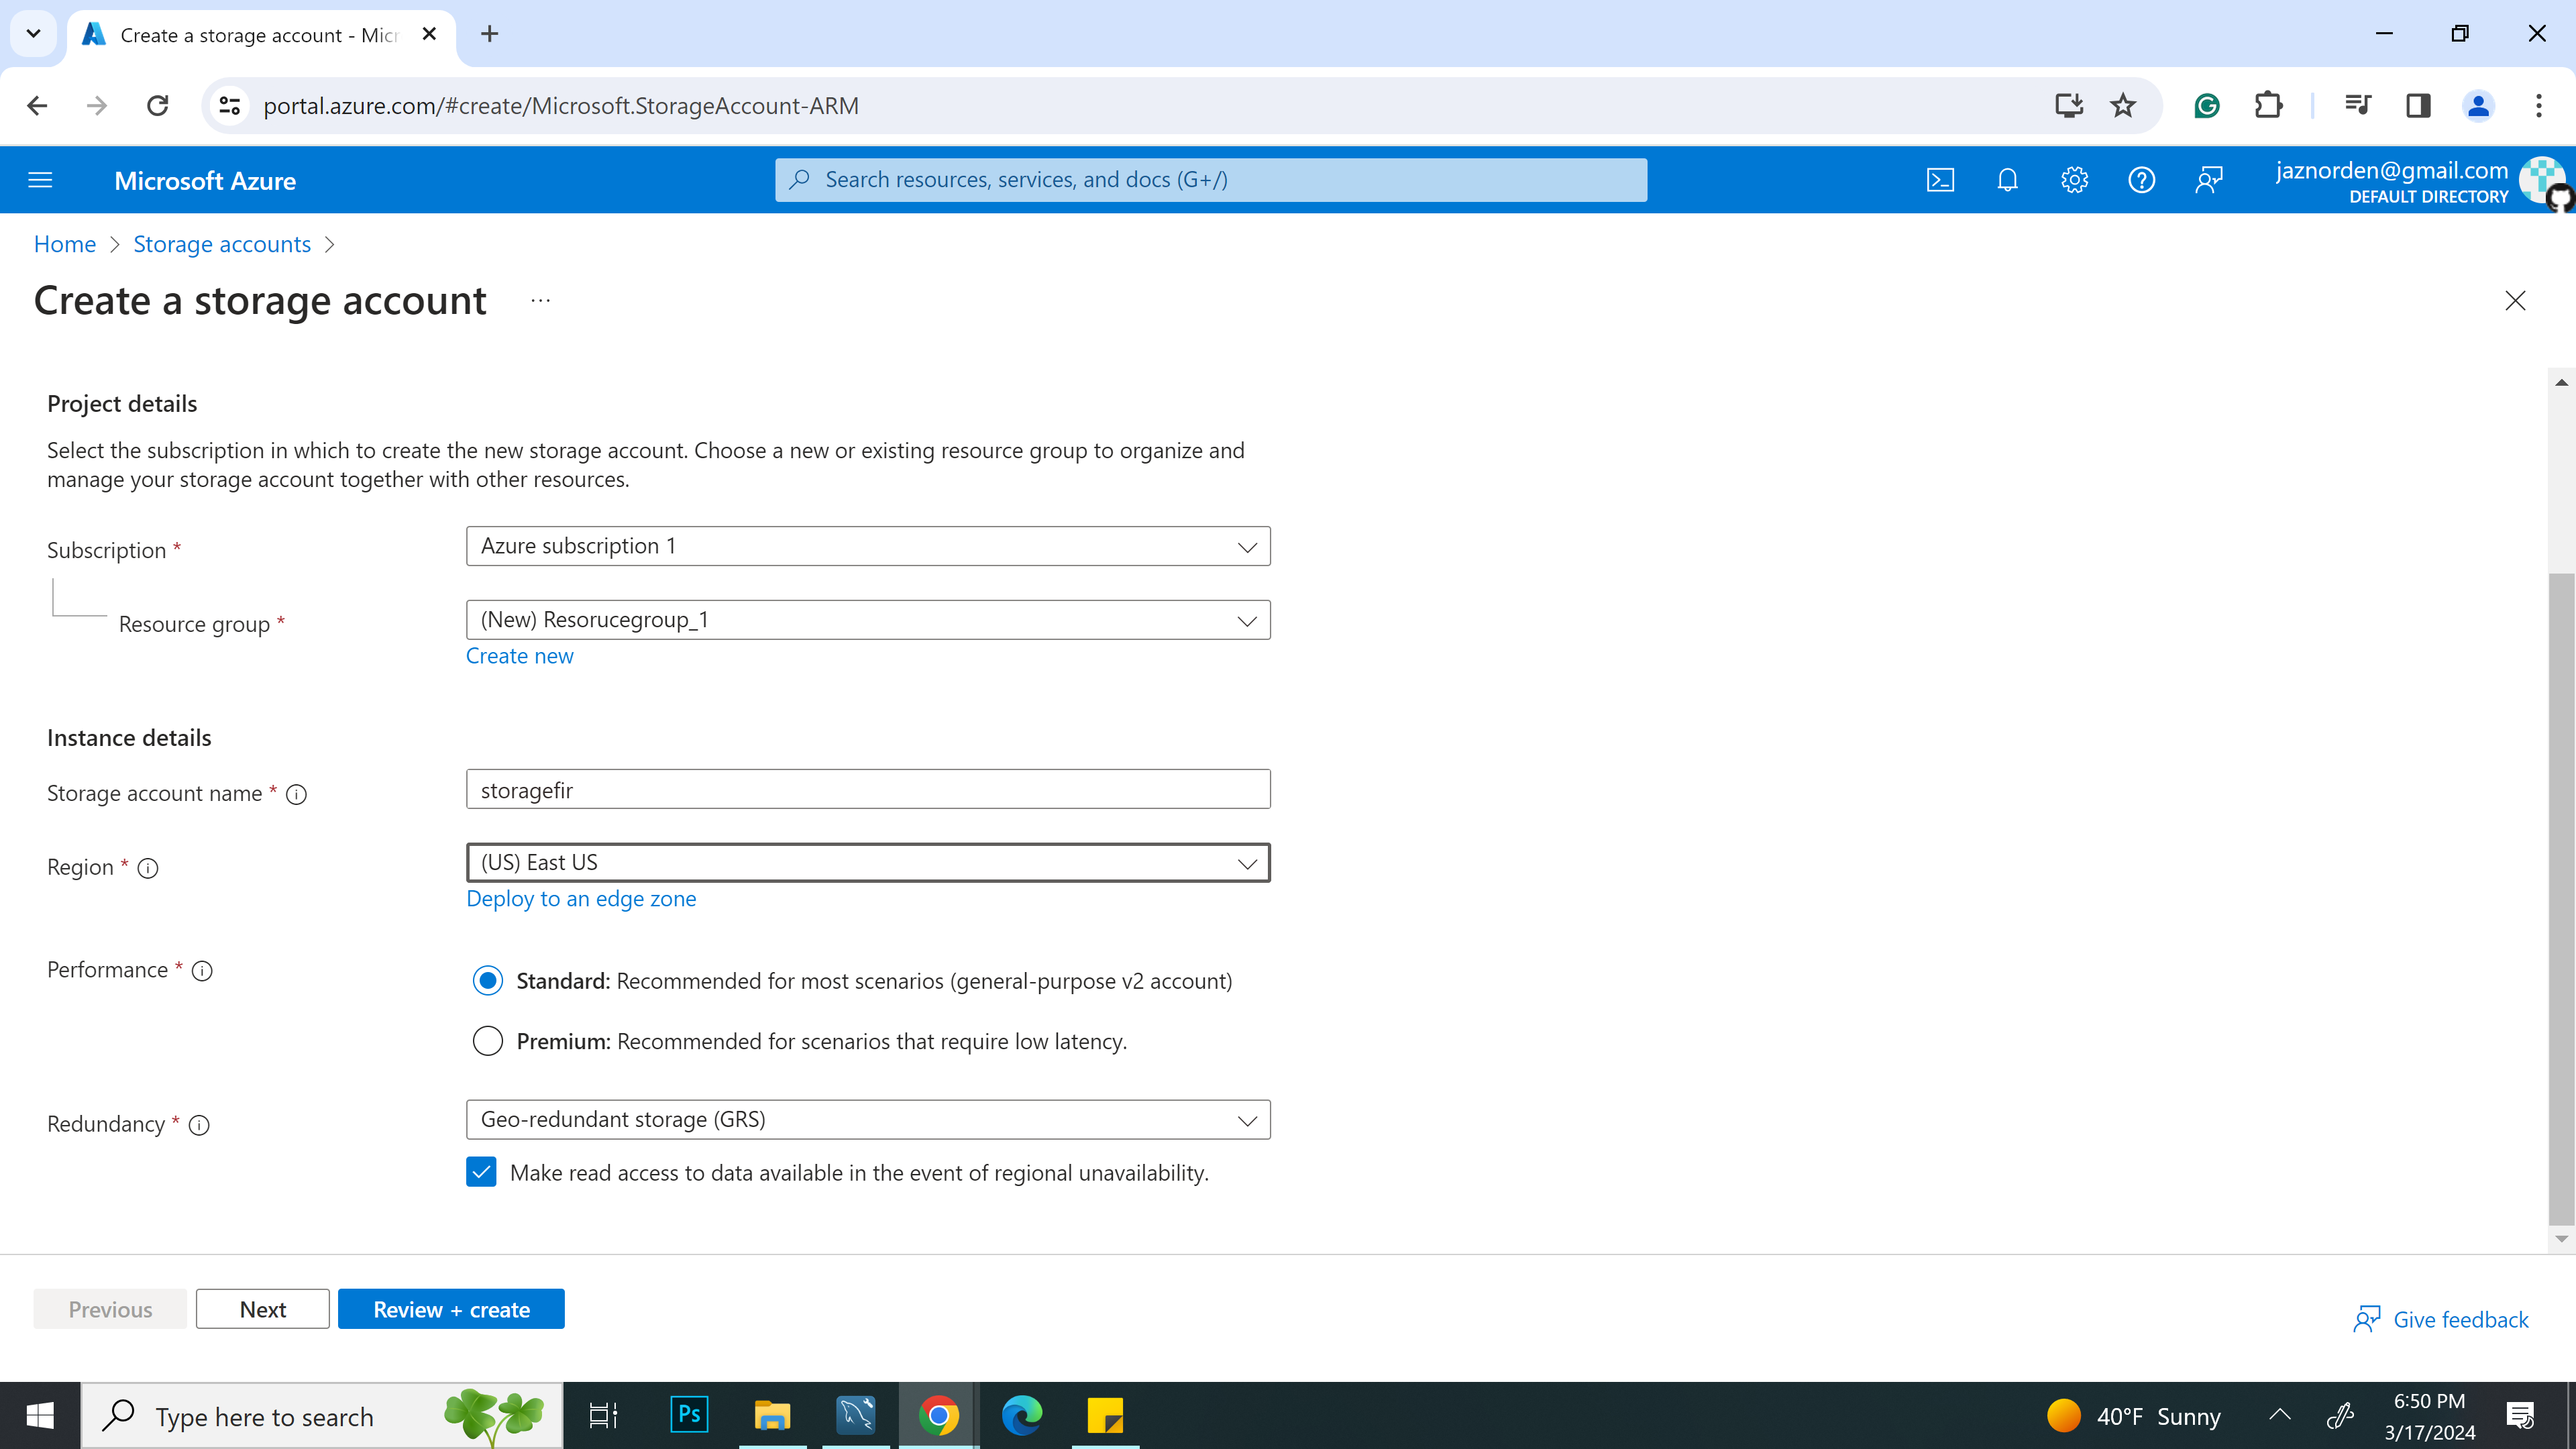 Create a storage account - Micr
portal.azure.com/#create/Microsoft.StorageAccount-ARM
Microsoft Azure
Search resources, services, and docs (G+/)
jaznorden@gmail.com
DEFAULT DIRECTORY
Home
Storage accounts
Create a storage account
...
Project details
Select the subscription in which to create the new storage account. Choose a new or existing resource group to organize and
manage your storage account together with other resources.
Subscription *
Azure subscription 1
Resource group *
(New) Resorucegroup_1
Create new
Instance details
Storage account name *
storagefir
Region *
(US) East US
Deploy to an edge zone
Performance *
Standard: Recommended for most scenarios (general-purpose v2 account)
Premium: Recommended for scenarios that require low latency.
Redundancy *
Geo-redundant storage (GRS)
Make read access to data available in the event of regional unavailability.
Previous
Next
Review + create
Give feedback
Type here to search
Ps
40°F Sunny
6:50 PM
3/17/2024